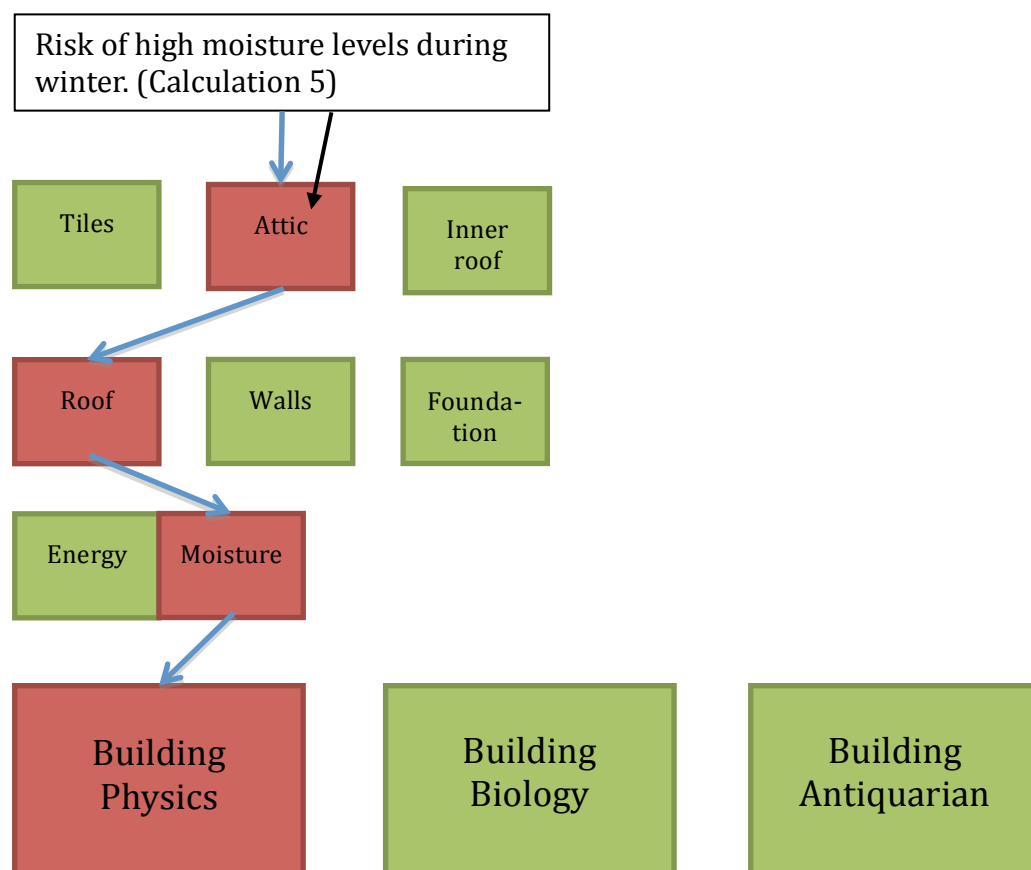 Risk of high moisture levels during
winter. (Calculation 5)
Tiles
Attic
Inner
roof
Roof
Walls
Founda-
tion
Energy
Moisture
Building
Physics
Building
Biology
Building
Antiquarian